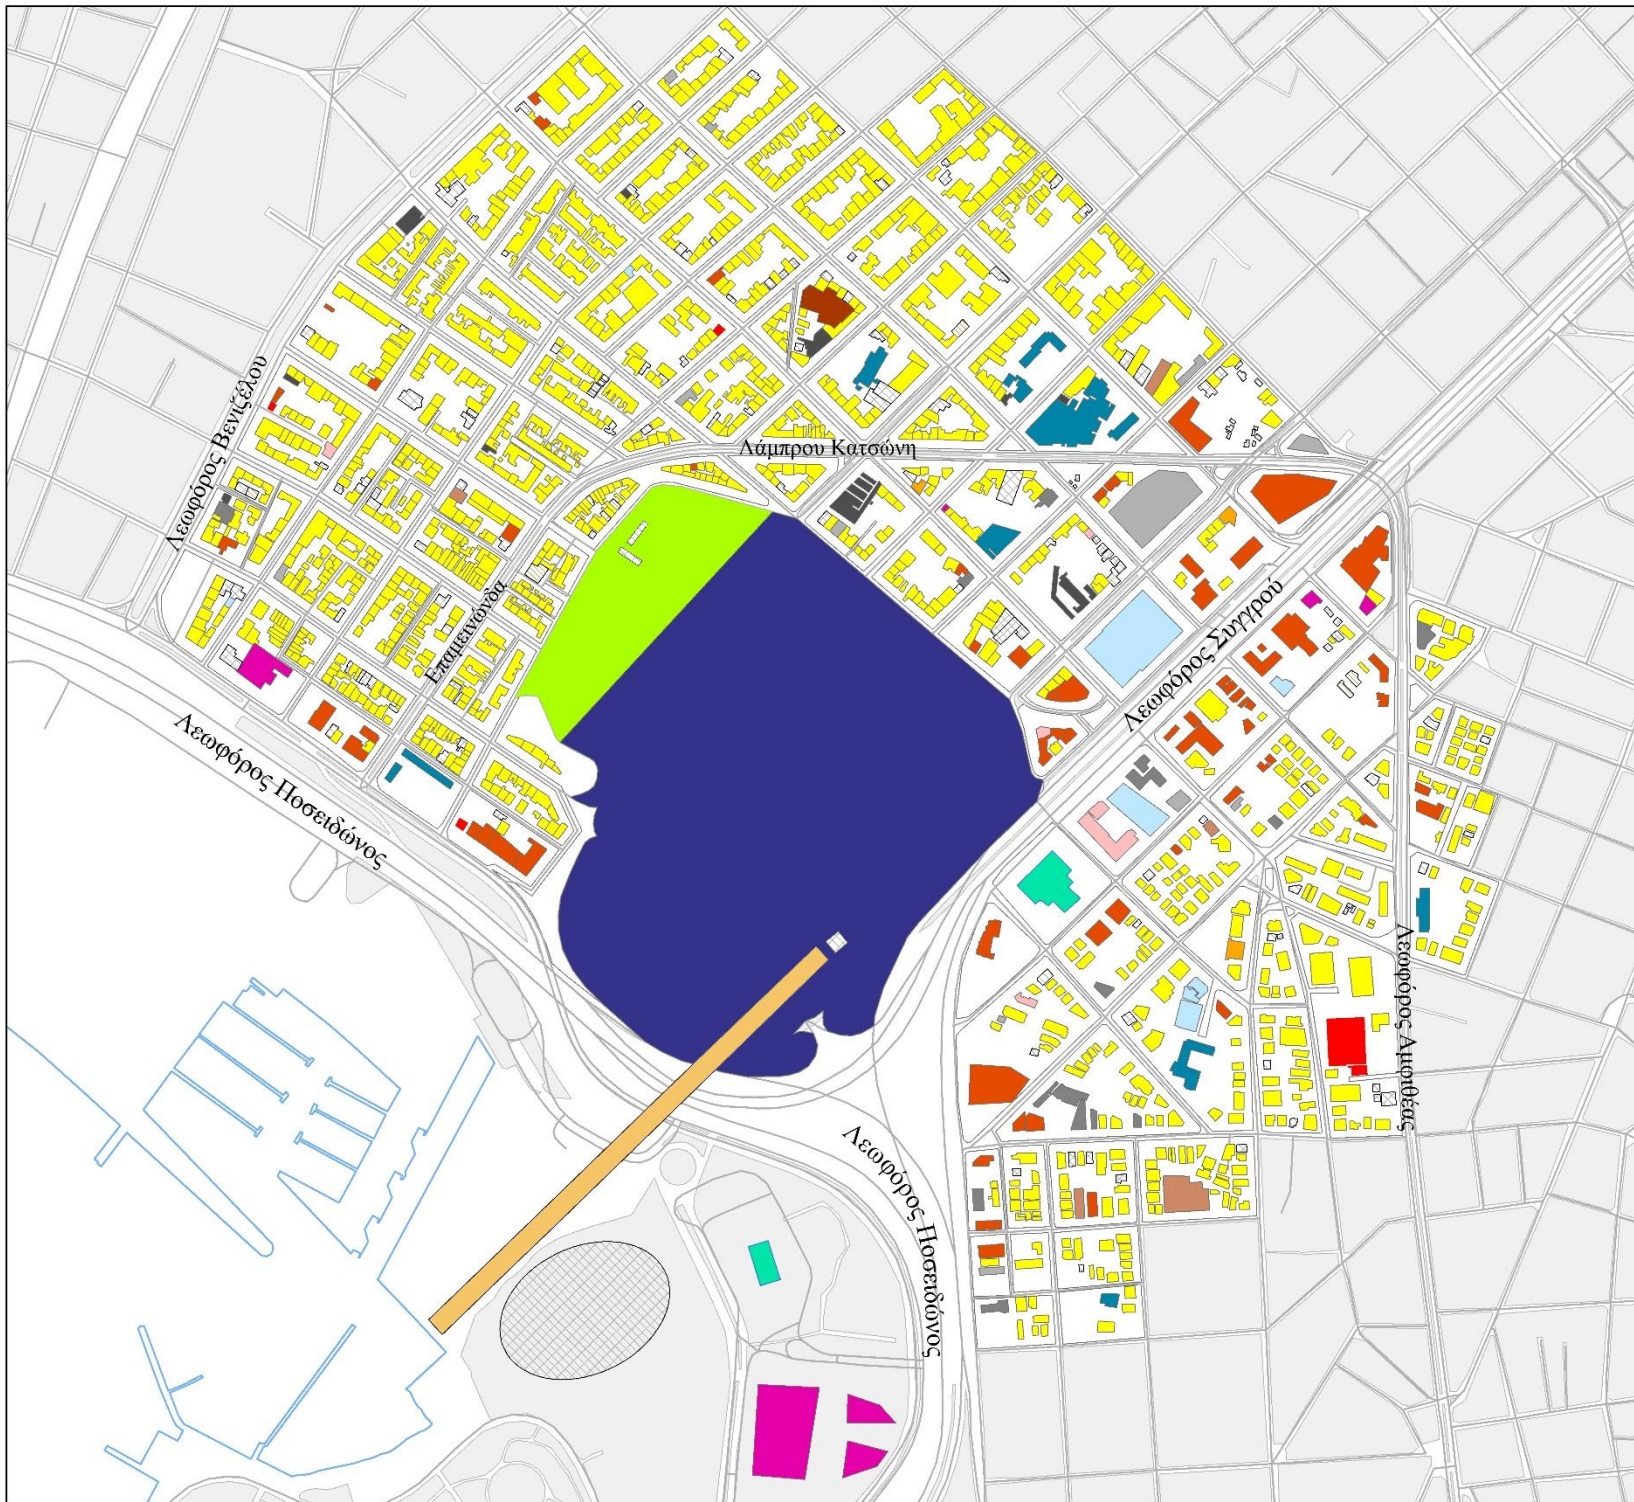 Λάμπρου Κατσώνη
Λεωφόρος Βενιζέλου
Επαμεινώνδα
Λεωφόρος Συγγρού
Λεωφόρος Ποσειδώνος
Λεωφόρος Αμφιθέας
Λεωφόρος Ποσειδώνος